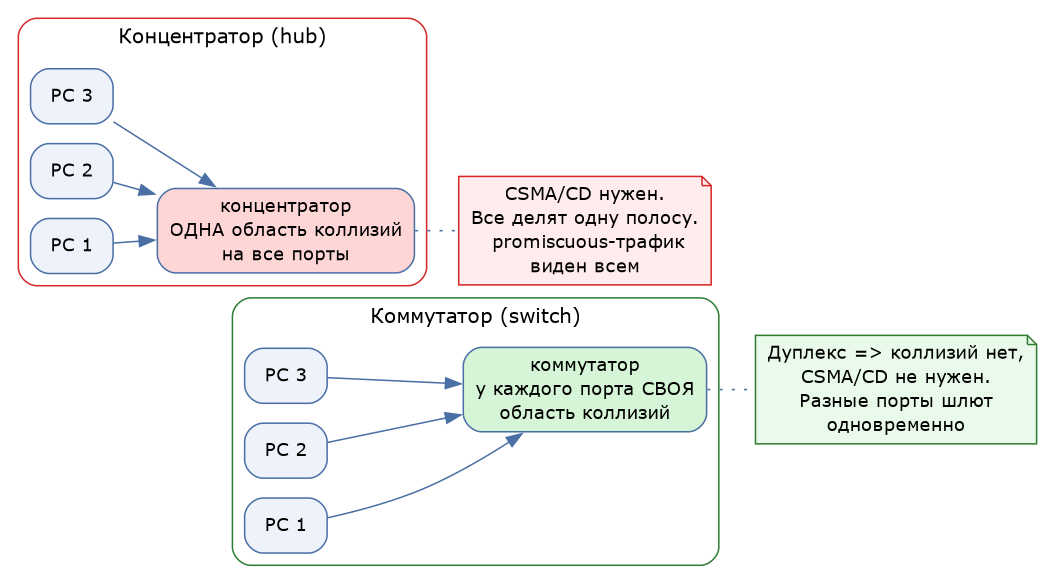 Концентратор (hub)
PC 3
PC 2
PC 1
концентратор
ОДНА область коллизий
на все порты
CSMA/CD нужен.
Все делят одну полосу.
promiscuous-трафик
виден всем
Коммутатор (switch)
PC 3
PC 2
PC 1
коммутатор
у каждого порта СВОЯ
область коллизий
Дуплекс => коллизий нет,
CSMA/CD не нужен.
Разные порты шлют
одновременно